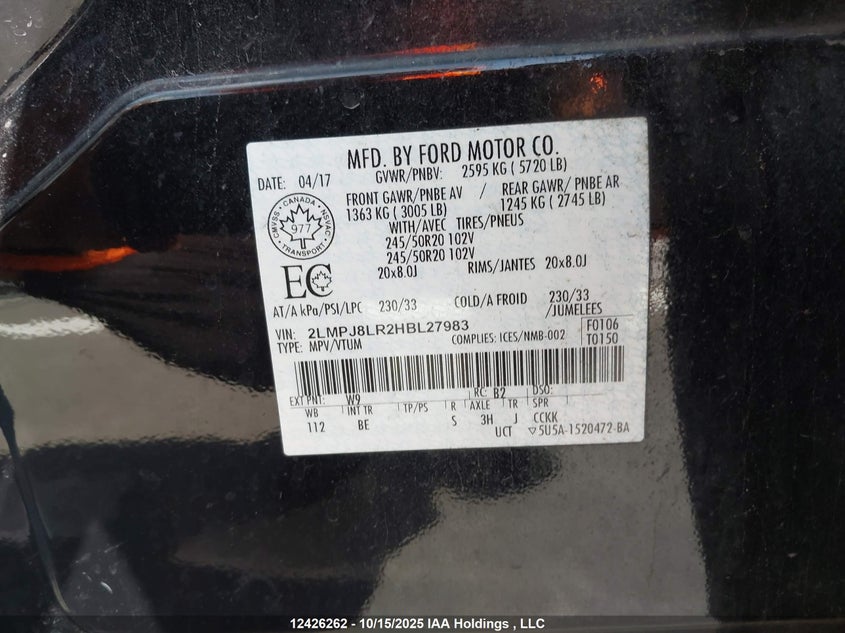 MFD. BY FORD MOTOR CO.
DATE: 04/17
GVWR/PNBV: 2595 KG ( 5720 LB)
FRONT GAWR/PNBE AV / REAR GAWR/ PNBE AR
1363 KG ( 3005 LB) 1245 KG ( 2745 LB)
WITH/AVEC TIRES/PNEUS
245/50R20 102V
245/50R20 102V
20x8.0J RIMS/JANTES 20x8.0J
CANADA
CMVSS
NSVAC
977
TRANSPORT
EC
AT/A kPa/PSI/LPC 230/33 COLD/A FROID 230/33
/JUMELEES
VIN: 2LMPJ8LR2HBL27983
TYPE: MPV/VTUM COMPLIES: ICES/NMB-002
F0106
T0150
EXT PNT: W9 RC: B2 DSO:
WB INT TR TP/PS R AXLE TR SPR
112 BE S 3H J CCKK
UCT ▽5U5A-1520472-BA
12426262 - 10/15/2025 IAA Holdings , LLC